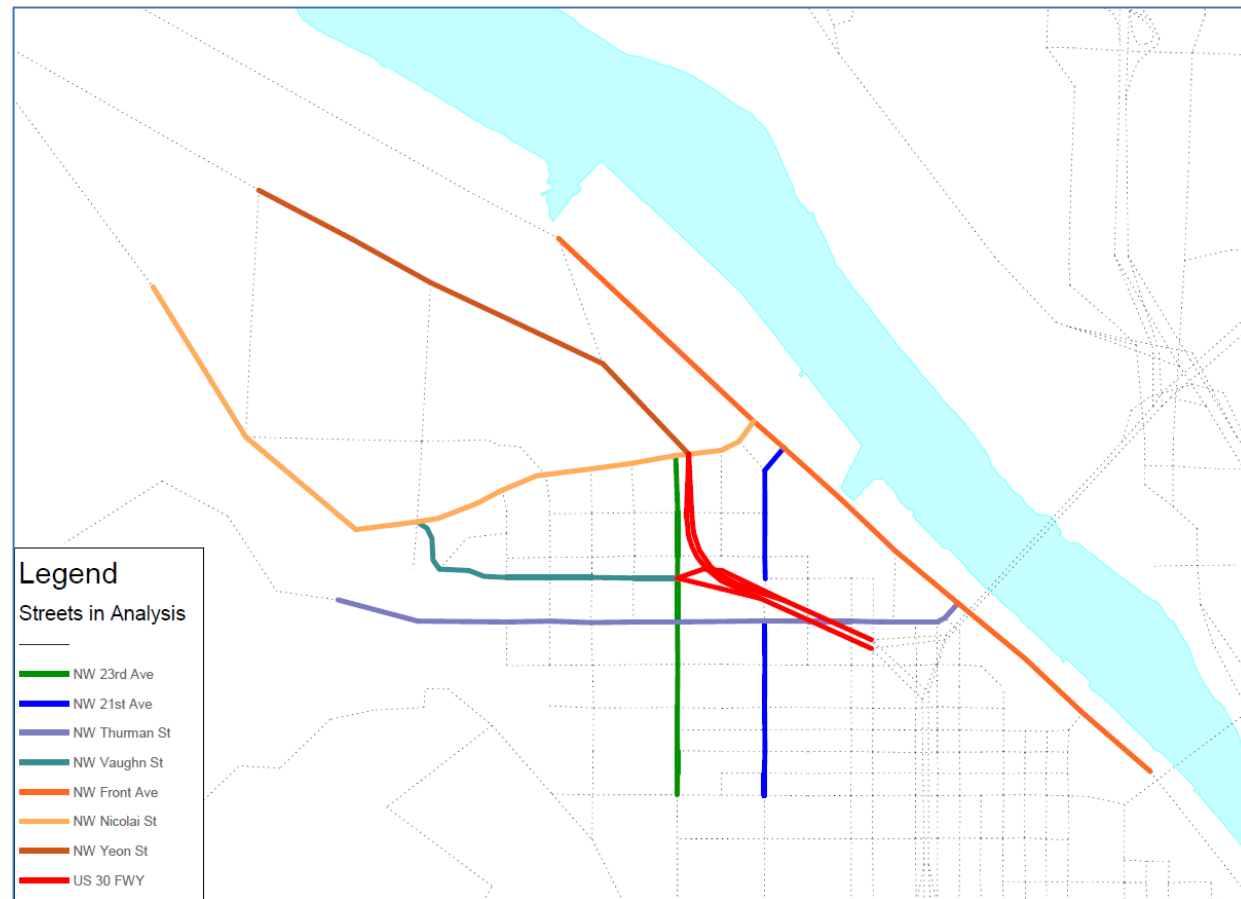 Legend
Streets in Analysis
NW 23rd Ave
NW 21st Ave
NW Thurman St
NW Vaughn St
NW Front Ave
NW Nicolai St
NW Yeon St
US 30 FWY